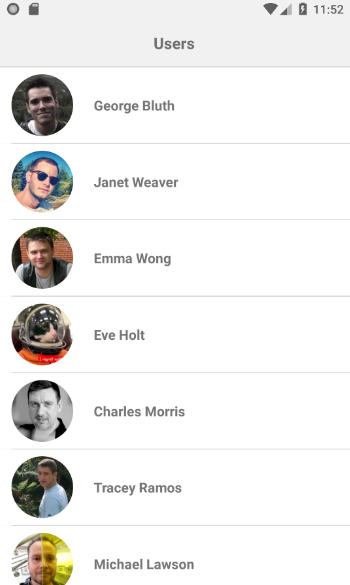 11:52
Users
George Bluth
Janet Weaver
Emma Wong
Eve Holt
Charles Morris
Tracey Ramos
Michael Lawson